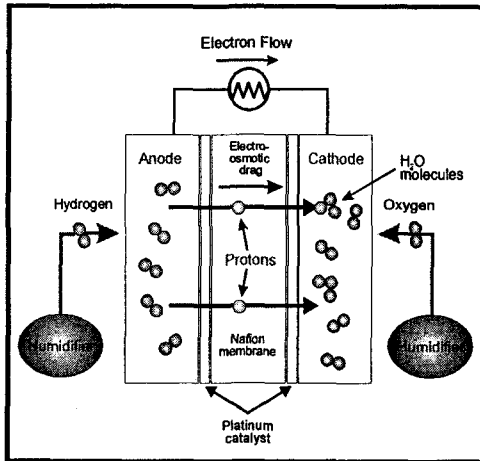 Electron Flow
Anode
Electro-
osmotic
drag
Cathode
H₂O
molecules
Hydrogen
Oxygen
Protons
Humidifier
Nafion
membrane
Humidifier
Platinum
catalyst